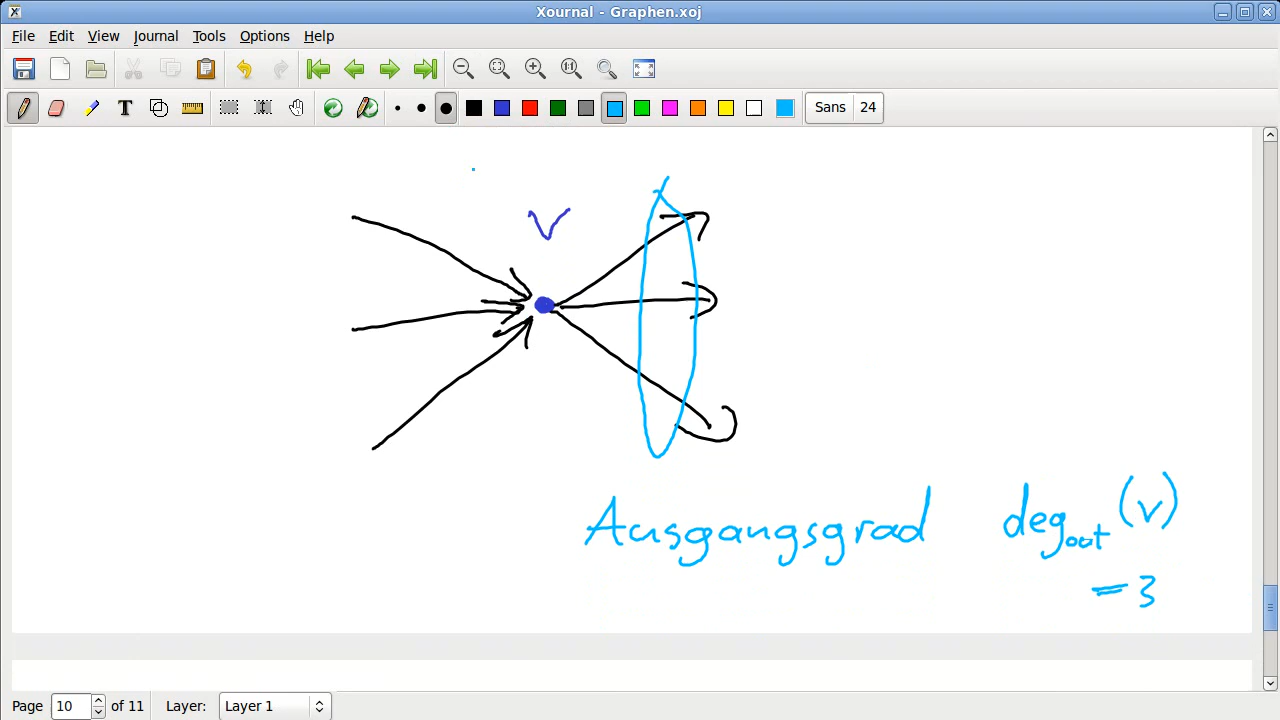 Xournal - Graphen.xoj
File Edit View Journal Tools Options Help
Sans 24
V
Ausgangsgrad deg_out (v)
= 3
Page 10 of 11 Layer: Layer 1